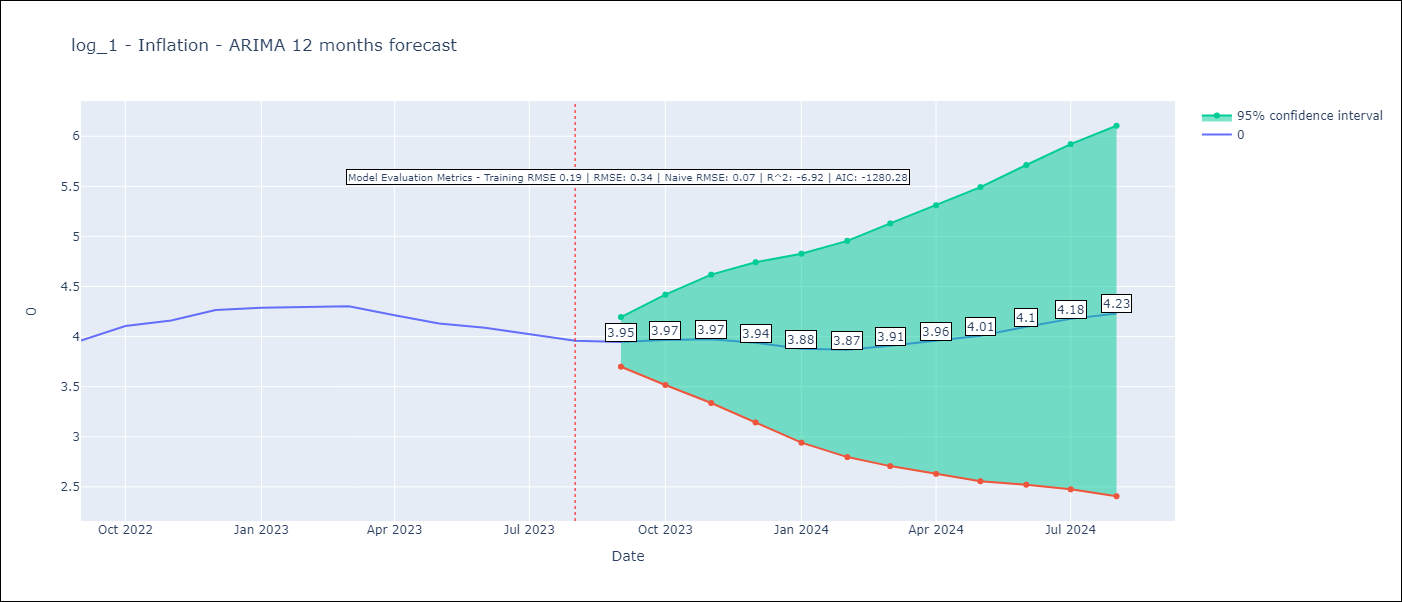 log_1 - Inflation - ARIMA 12 months forecast
95% confidence interval
0
Model Evaluation Metrics - Training RMSE 0.19 | RMSE: 0.34 | Naive RMSE: 0.07 | R^2: -6.92 | AIC: -1280.28
6
5.5
5
4.5
4
3.5
3
2.5
0
3.95
3.97
3.97
3.94
3.88
3.87
3.91
3.96
4.01
4.1
4.18
4.23
Oct 2022
Jan 2023
Apr 2023
Jul 2023
Oct 2023
Jan 2024
Apr 2024
Jul 2024
Date